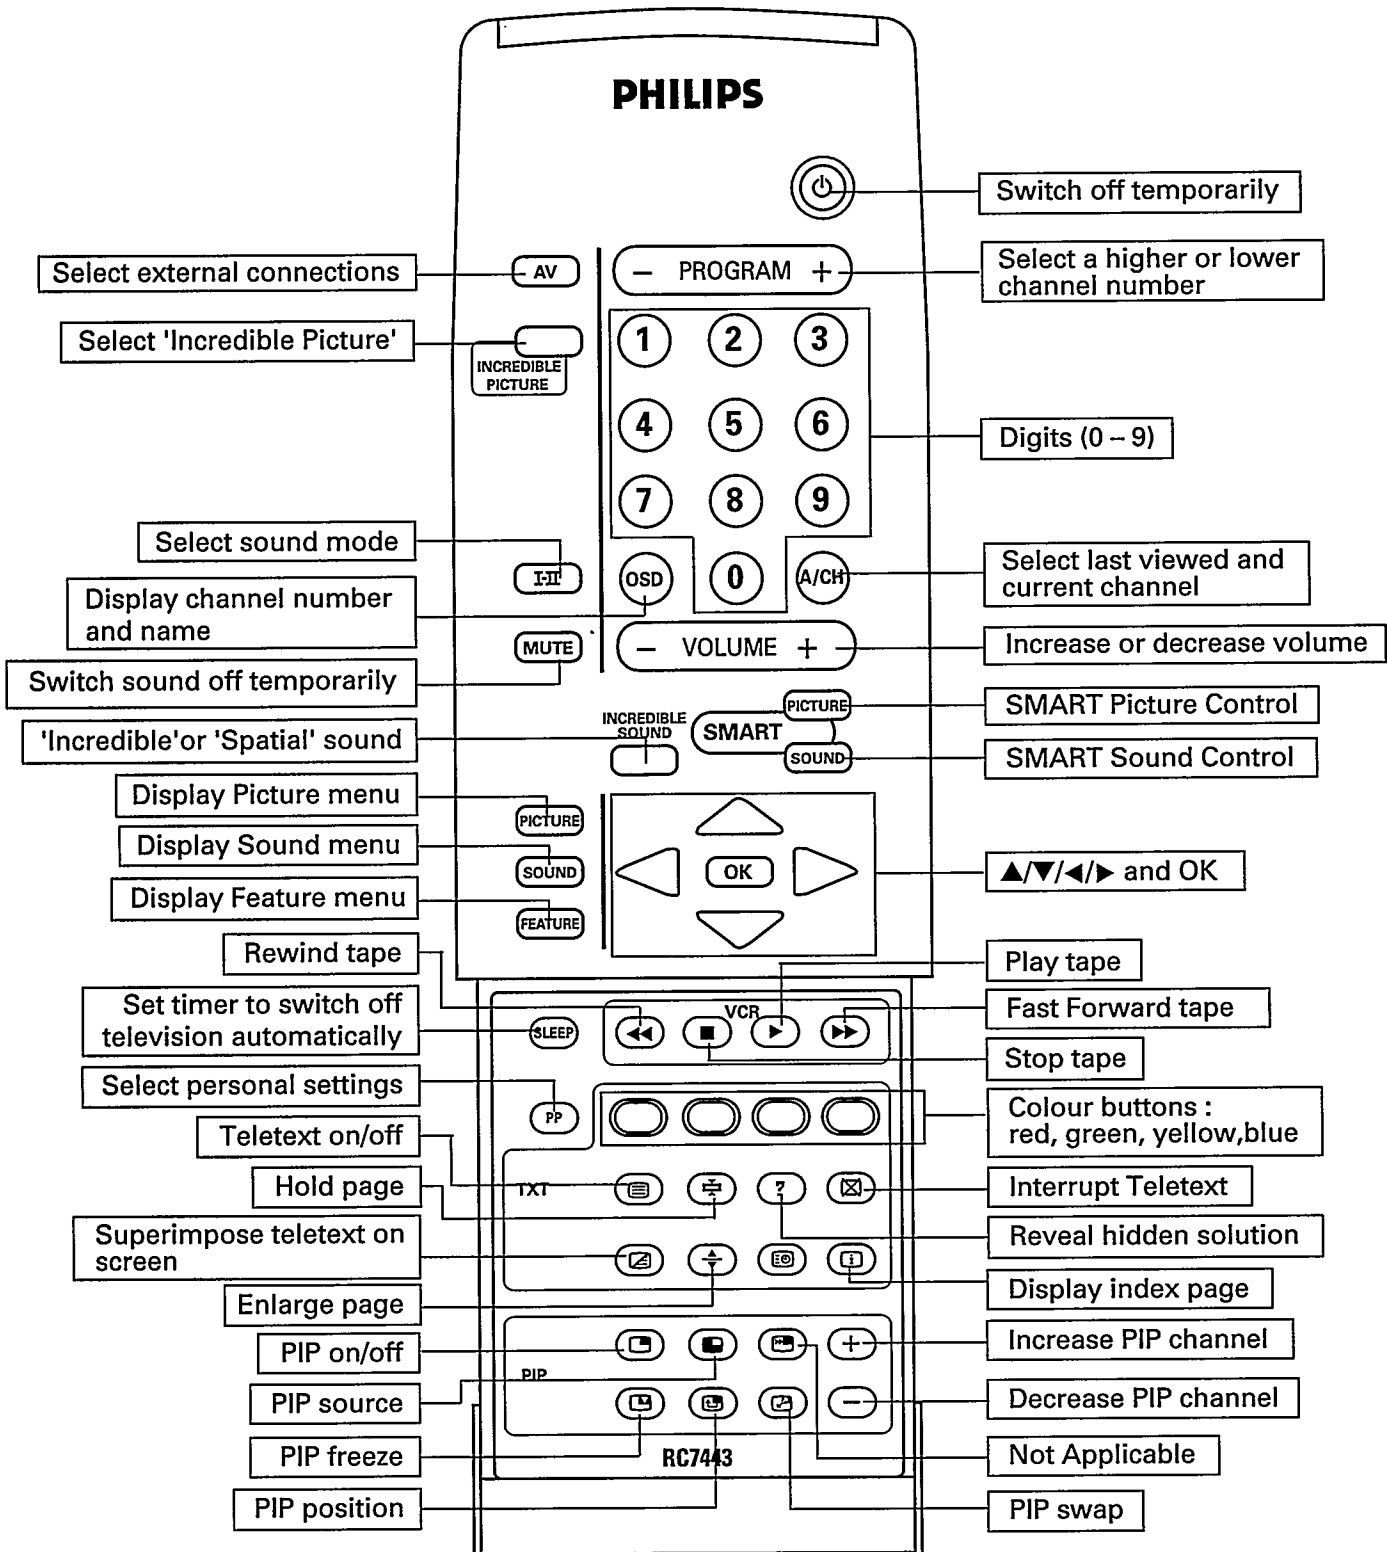 PHILIPS
Switch off temporarily
Select external connections
AV
– PROGRAM +
Select a higher or lower
channel number
Select 'Incredible Picture'
INCREDIBLE
PICTURE
1 2 3
4 5 6
Digits (0 – 9)
7 8 9
Select sound mode
I-II
OSD
0
A/CH
Select last viewed and
current channel
Display channel number
and name
MUTE
– VOLUME +
Increase or decrease volume
Switch sound off temporarily
PICTURE
SMART Picture Control
INCREDIBLE
SOUND
SMART
'Incredible'or 'Spatial' sound
SOUND
SMART Sound Control
Display Picture menu
PICTURE
Display Sound menu
SOUND
OK
▲/▼/◀/▶ and OK
Display Feature menu
FEATURE
Rewind tape
Play tape
Set timer to switch off
television automatically
SLEEP
VCR
Fast Forward tape
Stop tape
Select personal settings
PP
Colour buttons :
red, green, yellow,blue
Teletext on/off
Hold page
TXT
?
Interrupt Teletext
Superimpose teletext on
screen
Reveal hidden solution
i
Display index page
Enlarge page
PIP on/off
+
Increase PIP channel
PIP
PIP source
–
Decrease PIP channel
PIP freeze
RC7443
Not Applicable
PIP position
PIP swap